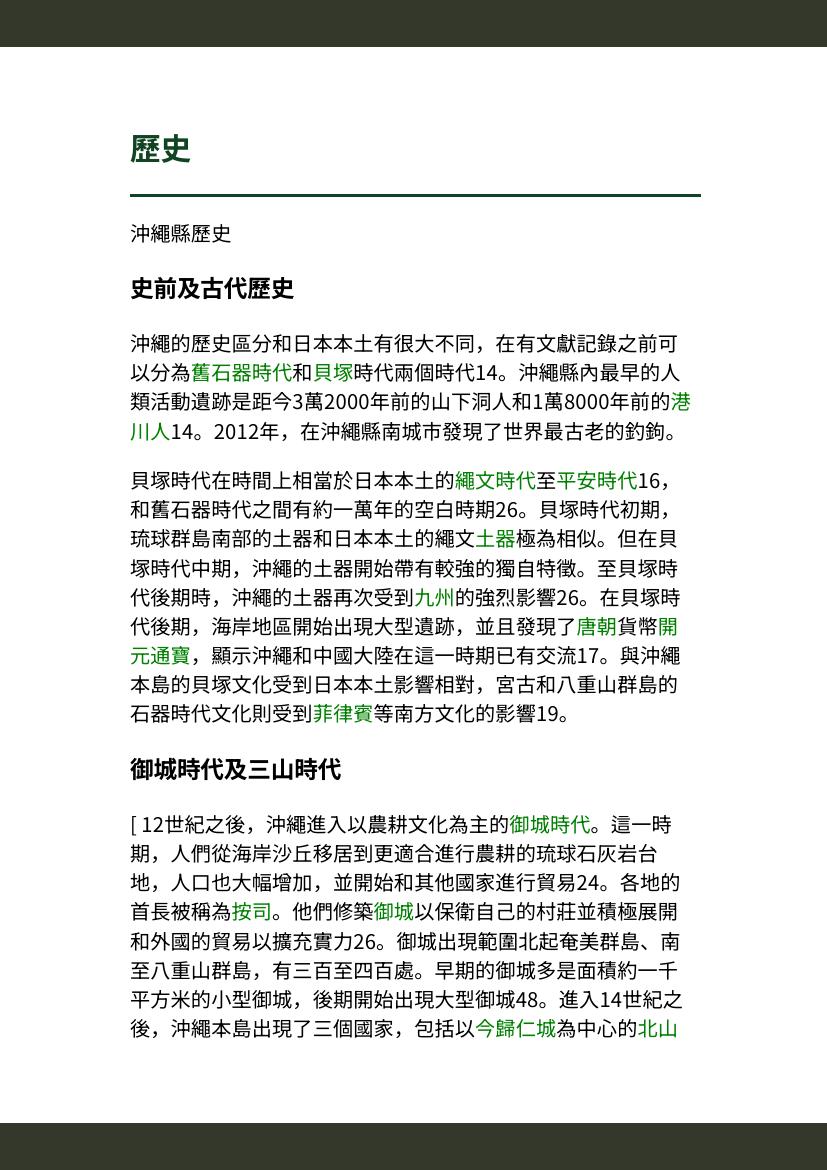 歷史
沖繩縣歷史
史前及古代歷史
沖繩的歷史區分和日本本土有很大不同，在有文獻記錄之前可
以分為舊石器時代和貝塚時代兩個時代14。沖繩縣內最早的人
類活動遺跡是距今3萬2000年前的山下洞人和1萬8000年前的港
川人14。2012年，在沖繩縣南城市發現了世界最古老的釣鉤。
貝塚時代在時間上相當於日本本土的繩文時代至平安時代16，
和舊石器時代之間有約一萬年的空白時期26。貝塚時代初期，
琉球群島南部的土器和日本本土的繩文土器極為相似。但在貝
塚時代中期，沖繩的土器開始帶有較強的獨自特徵。至貝塚時
代後期時，沖繩的土器再次受到九州的強烈影響26。在貝塚時
代後期，海岸地區開始出現大型遺跡，並且發現了唐朝貨幣開
元通寶，顯示沖繩和中國大陸在這一時期已有交流17。與沖繩
本島的貝塚文化受到日本本土影響相對，宮古和八重山群島的
石器時代文化則受到菲律賓等南方文化的影響19。
御城時代及三山時代
[ 12世紀之後，沖繩進入以農耕文化為主的御城時代。這一時
期，人們從海岸沙丘移居到更適合進行農耕的琉球石灰岩台
地，人口也大幅增加，並開始和其他國家進行貿易24。各地的
首長被稱為按司。他們修築御城以保衛自己的村莊並積極展開
和外國的貿易以擴充實力26。御城出現範圍北起奄美群島、南
至八重山群島，有三百至四百處。早期的御城多是面積約一千
平方米的小型御城，後期開始出現大型御城48。進入14世紀之
後，沖繩本島出現了三個國家，包括以今歸仁城為中心的北山